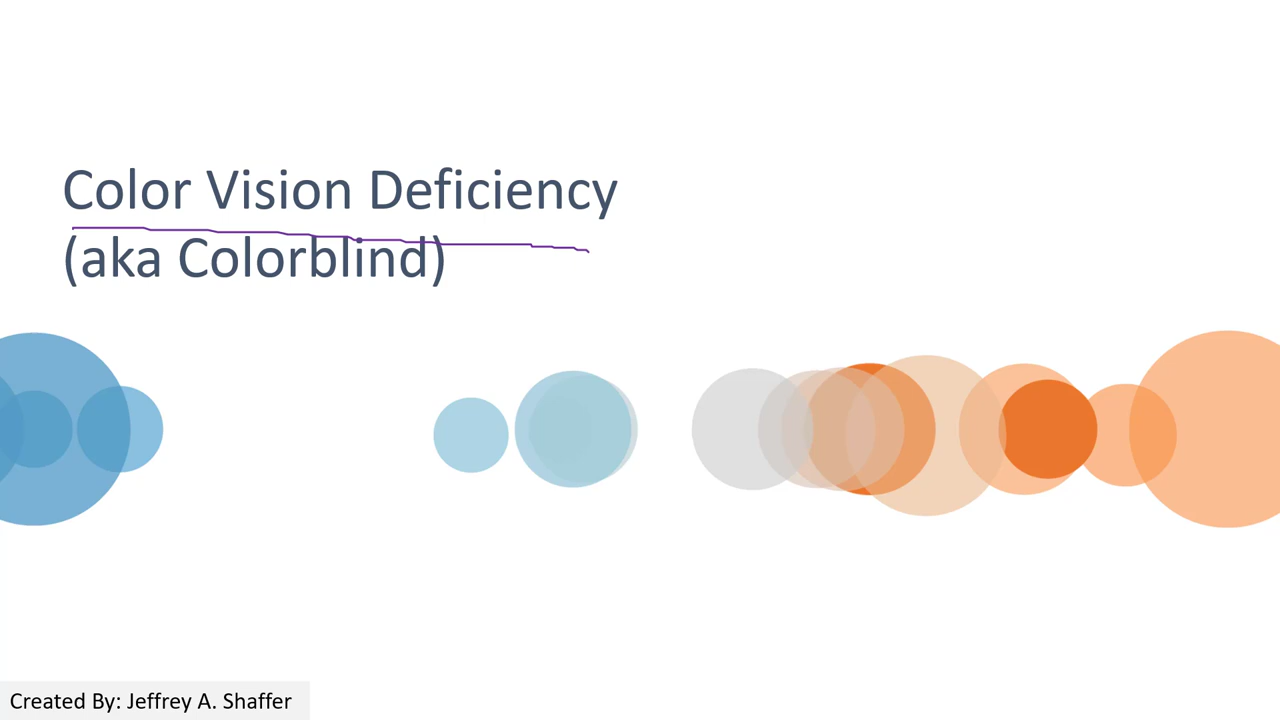 Color Vision Deficiency
(aka Colorblind)
Created By: Jeffrey A. Shaffer